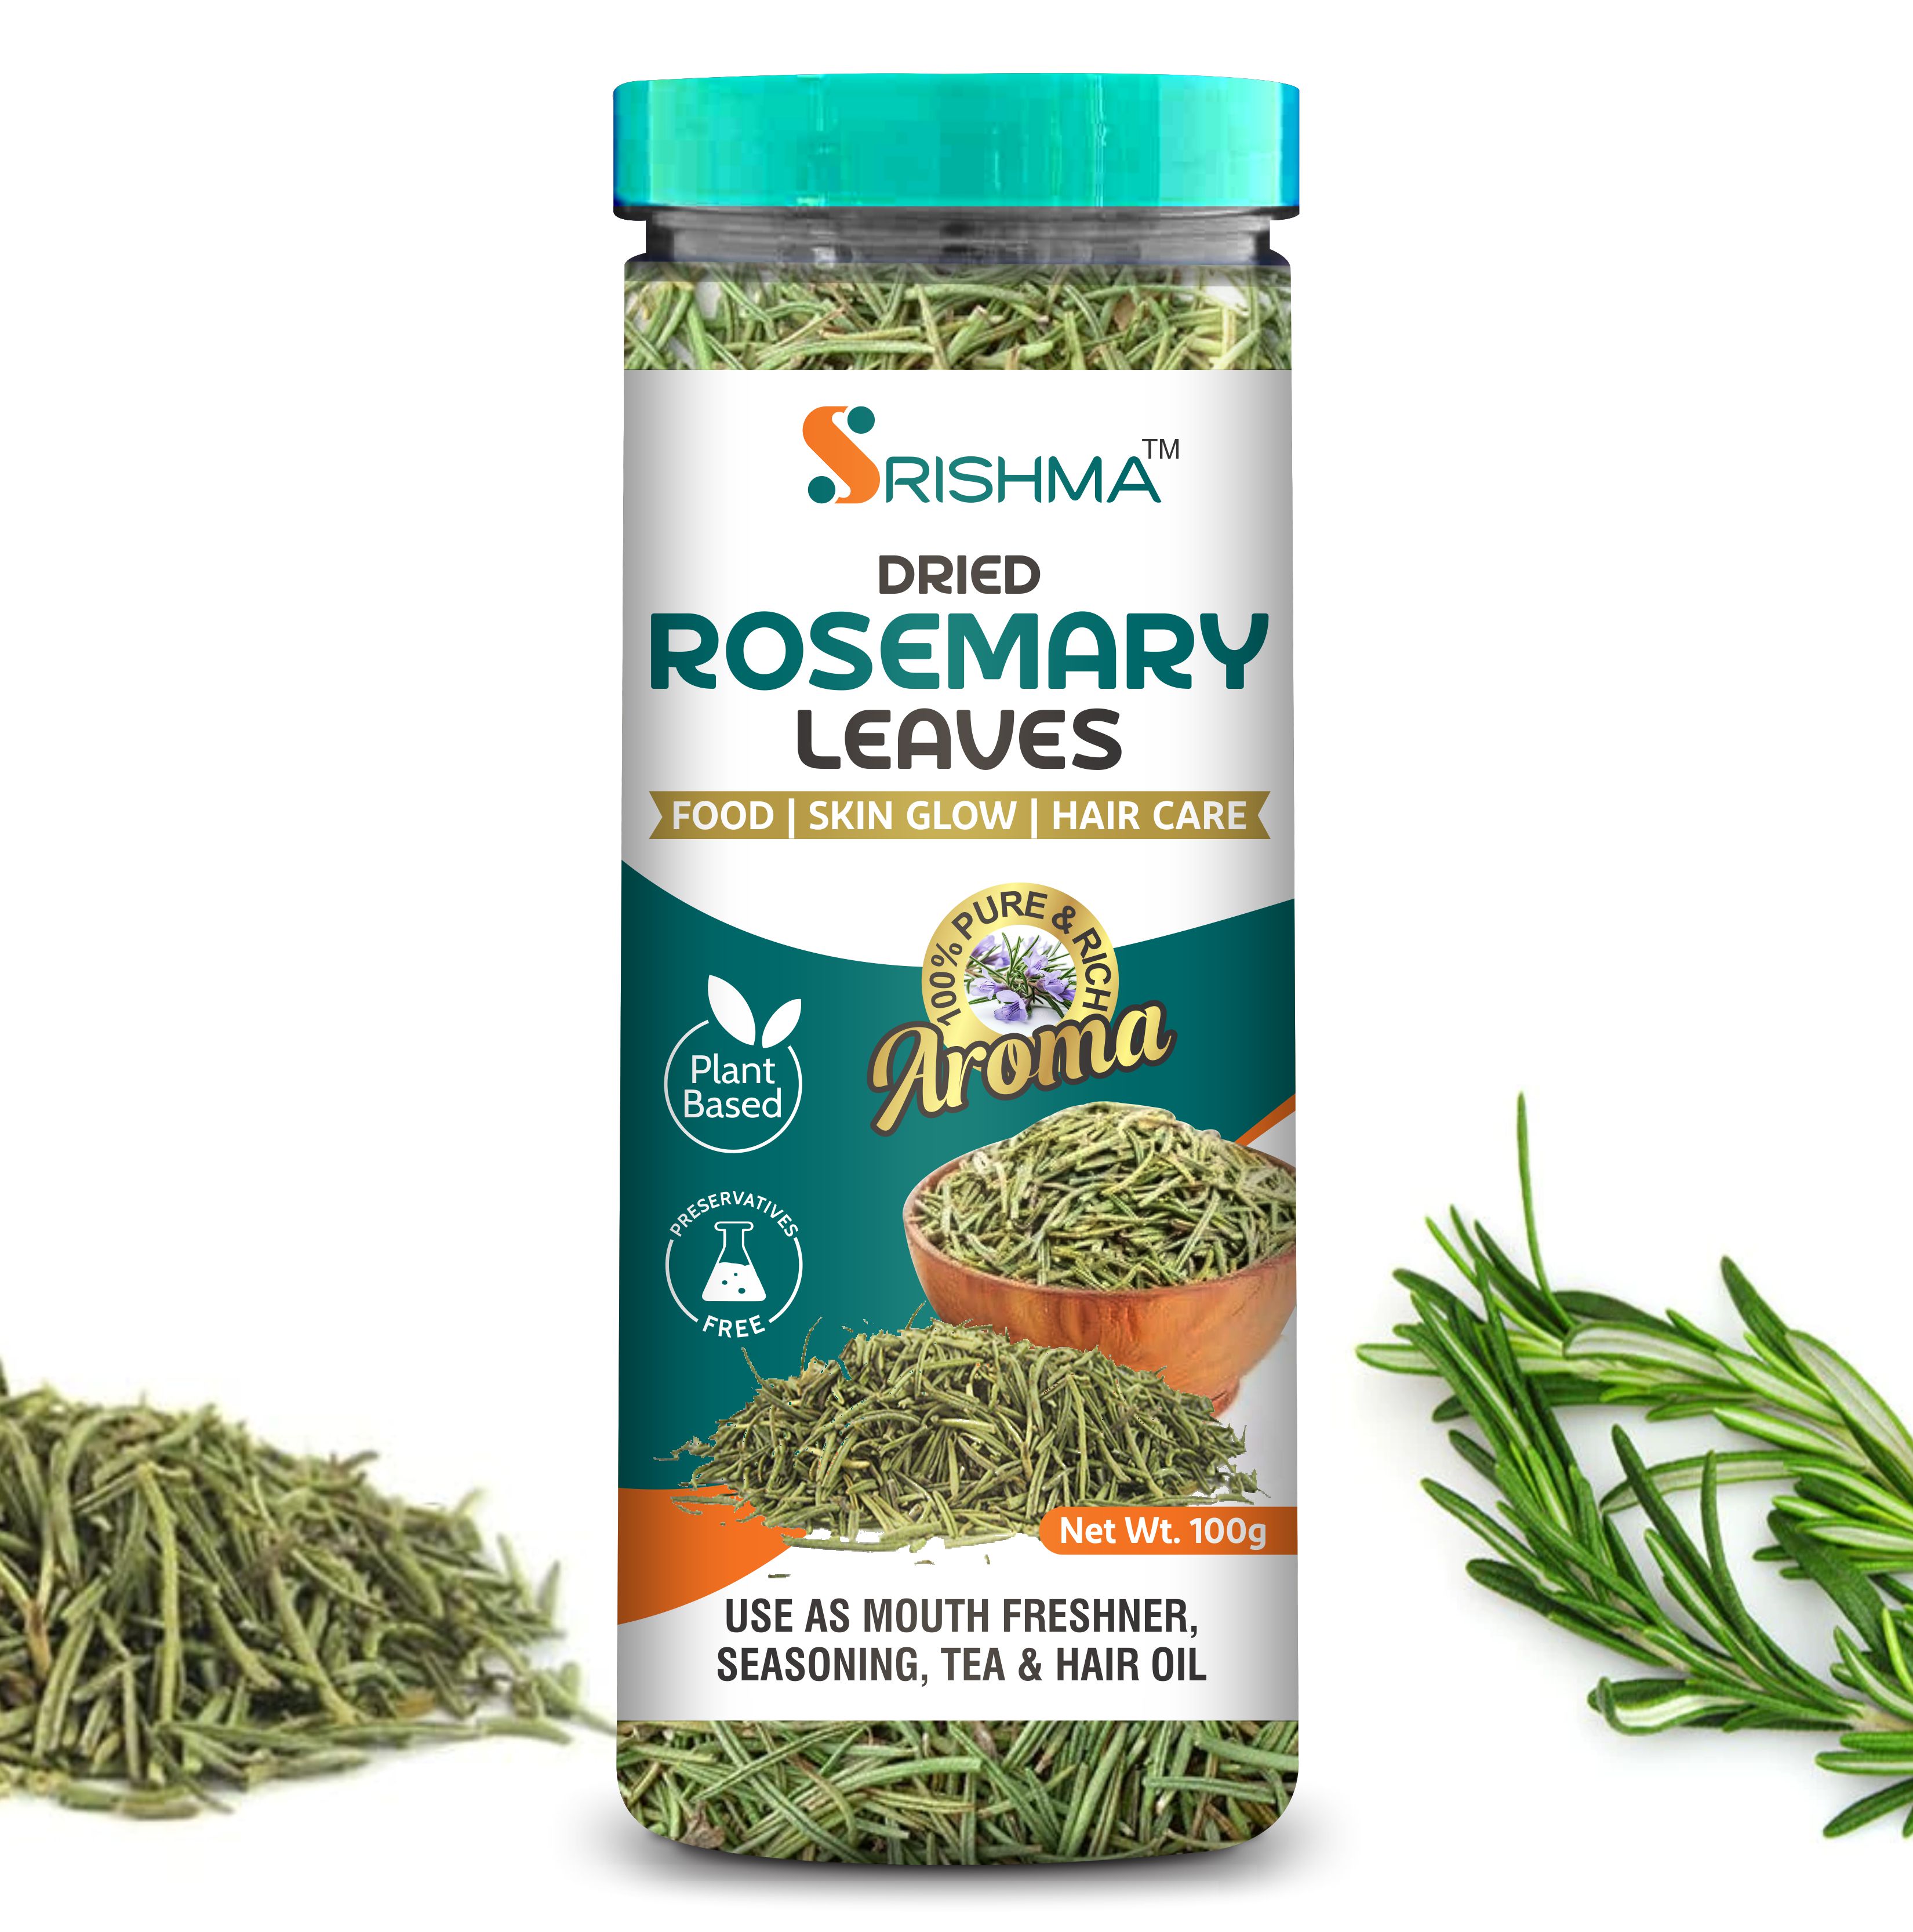 SRISHMA™
DRIED
ROSEMARY
LEAVES
FOOD | SKIN GLOW | HAIR CARE
100% PURE & RICH
Aroma
Plant
Based
PRESERVATIVES
FREE
Net Wt. 100g
USE AS MOUTH FRESHNER,
SEASONING, TEA & HAIR OIL